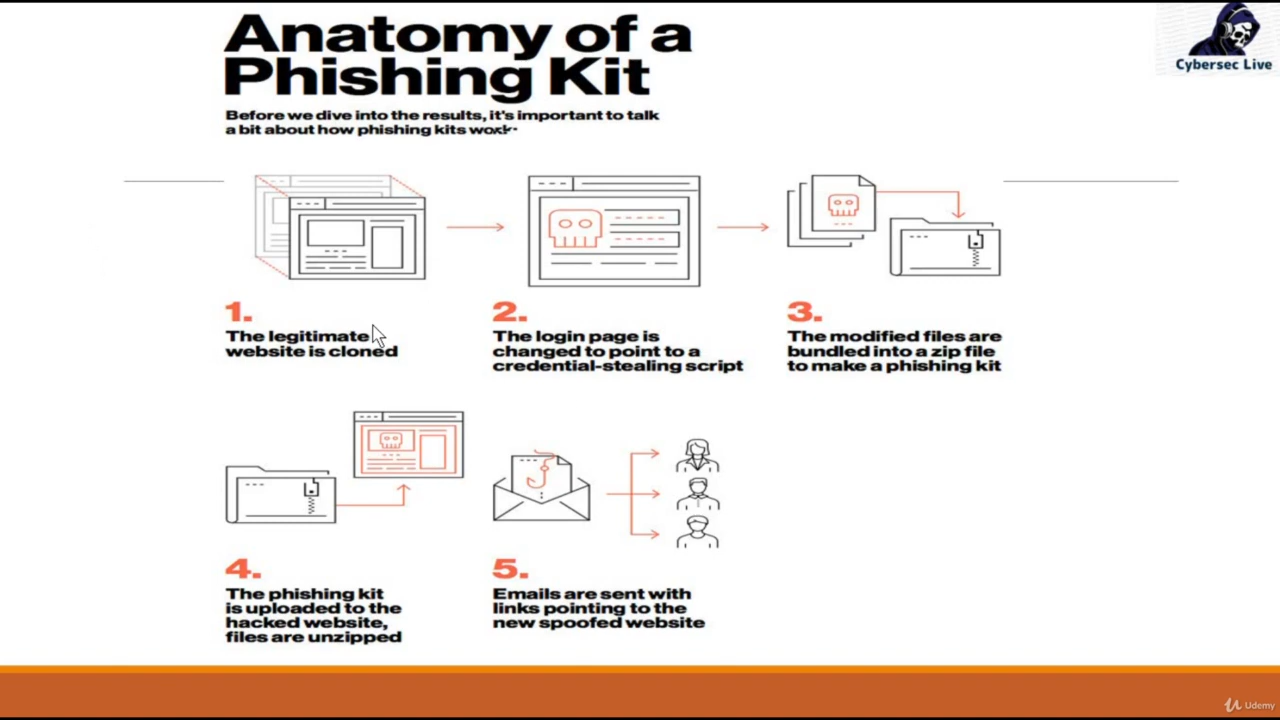 Anatomy of a
Phishing Kit
Cybersec Live
Before we dive into the results, it's important to talk
a bit about how phishing kits work.
1.
The legitimate
website is cloned
2.
The login page is
changed to point to a
credential-stealing script
3.
The modified files are
bundled into a zip file
to make a phishing kit
4.
The phishing kit
is uploaded to the
hacked website,
files are unzipped
5.
Emails are sent with
links pointing to the
new spoofed website
Udemy